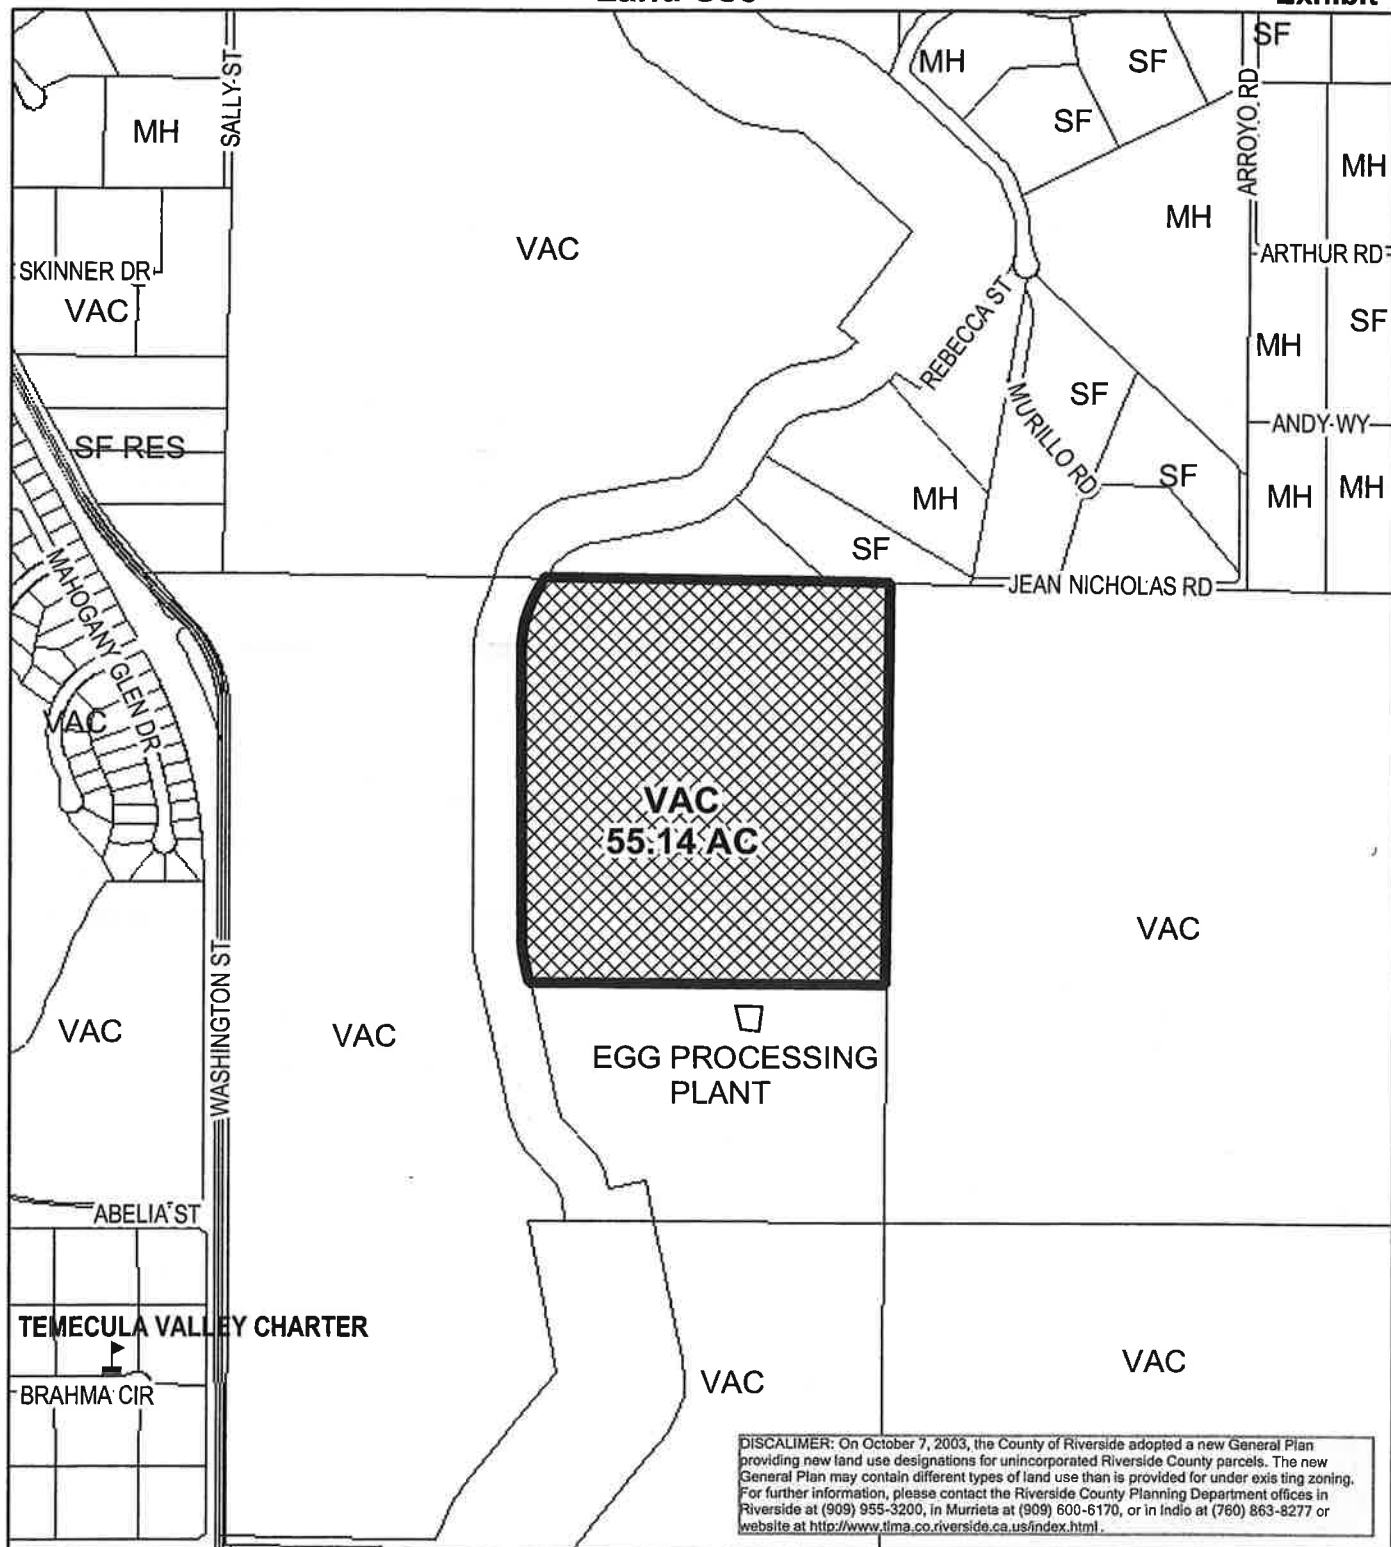 SF
MH
SF
SALLY ST
MH
SF
ARROYO RD
MH
MH
VAC
ARTHUR RD
SKINNER DR
VAC
REBECCA ST
SF
MH
SF
MURILLO RD
ANDY WY
SF RES
SF
MH
MH
MH
SF
MAHOGANY GLEN DR
JEAN NICHOLAS RD
VAC
VAC
55.14 AC
VAC
WASHINGTON ST
VAC
VAC
EGG PROCESSING
PLANT
ABELIA ST
TEMECULA VALLEY CHARTER
BRAHMA CIR
VAC
VAC
DISCALIMER: On October 7, 2003, the County of Riverside adopted a new General Plan
providing new land use designations for unincorporated Riverside County parcels. The new
General Plan may contain different types of land use than is provided for under exis ting zoning.
For further information, please contact the Riverside County Planning Department offices in
Riverside at (909) 955-3200, in Murrieta at (909) 600-6170, or in Indio at (760) 863-8277 or
website at http://www.tlma.co.riverside.ca.us/index.html.